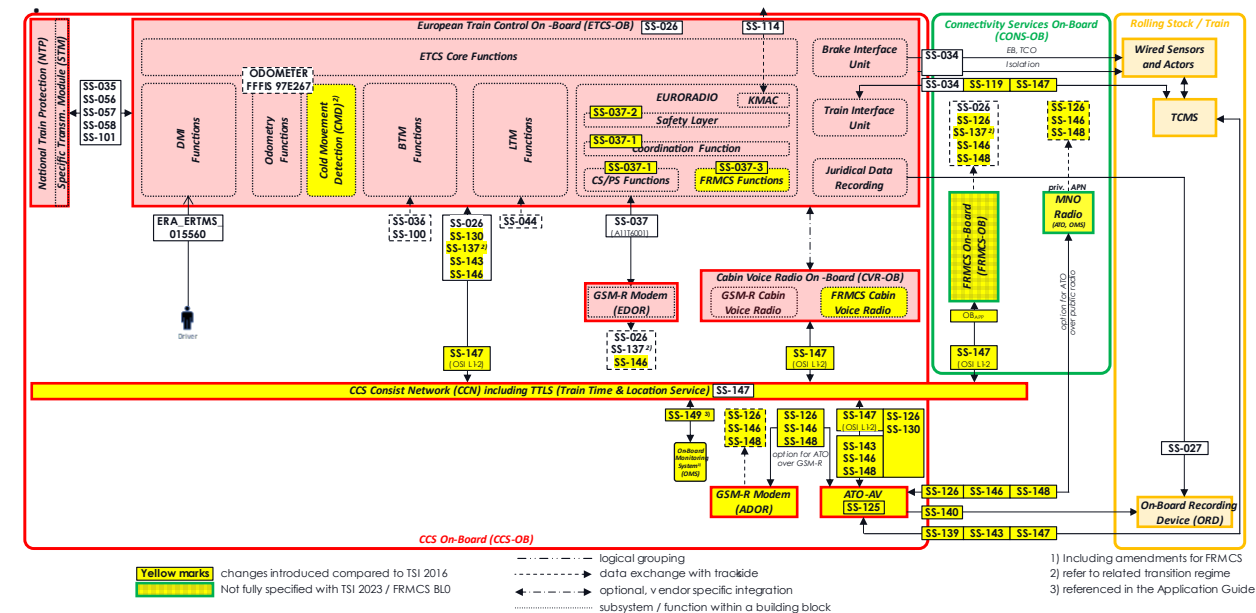 European Train Control On -Board (ETCS-OB)
SS-026
SS-114
Connectivity Services On-Board
(CONS-OB)
Rolling Stock / Train
National Train Protection (NTP)
Specific Transm. Module (STM)
SS-035
SS-056
SS-057
SS-058
SS-101
ETCS Core Functions
ODOMETER
FFFIS 97E267
DMI
Functions
Odometry
Functions
Cold Movement
Detection (CMD)²⁾
BTM
Functions
LTM
Functions
EURORADIO
KMAC
SS-037-2
Safety Layer
SS-037-1
Coordination Function
SS-037-1
CS/PS Functions
SS-037-3
FRMCS Functions
Brake Interface
Unit
Train Interface
Unit
Juridical Data
Recording
SS-034
EB, TCO
Isolation
SS-034
SS-119
SS-147
Wired Sensors
and Actors
TCMS
SS-026
SS-126
SS-137 ²⁾
SS-146
SS-148
SS-126
SS-146
SS-148
priv. APN
MNO
Radio
(ATO, OMS)
FRMCS On-Board
(FRMCS-OB)
OBAPP
SS-147
(OSI L1-2
option for ATO
over public radio
ERA_ERTMS_
015560
Driver
SS-036
SS-100
SS-026
SS-130
SS-137 ²⁾
SS-143
SS-146
SS-044
SS-037
(A11T6001)
GSM-R Modem
(EDOR)
SS-026
SS-137 ²⁾
SS-146
SS-147
(OSI L1-2)
Cabin Voice Radio On -Board (CVR-OB)
GSM-R Cabin
Voice Radio
FRMCS Cabin
Voice Radio
SS-147
(OSI L1-2)
CCS Consist Network (CCN) including TTLS (Train Time & Location Service)
SS-147
SS-149 ³⁾
On-Board
Monitoring
System
(OMS)
SS-126
SS-146
SS-148
GSM-R Modem
(ADOR)
SS-126
SS-146
SS-148
option for ATO
over GSM-R
SS-147
(OSI L1-2)
SS-126
SS-130
SS-143
SS-146
SS-148
ATO-AV
SS-125
SS-126
SS-146
SS-148
SS-140
SS-139
SS-143
SS-147
SS-027
On-Board Recording
Device (ORD)
CCS On-Board (CCS-OB)
Yellow marks
changes introduced compared to TSI 2016
Not fully specified with TSI 2023 / FRMCS BL0
logical grouping
data exchange with trackside
optional, vendor specific integration
subsystem / function within a building block
1) Including amendments for FRMCS
2) refer to related transition regime
3) referenced in the Application Guide